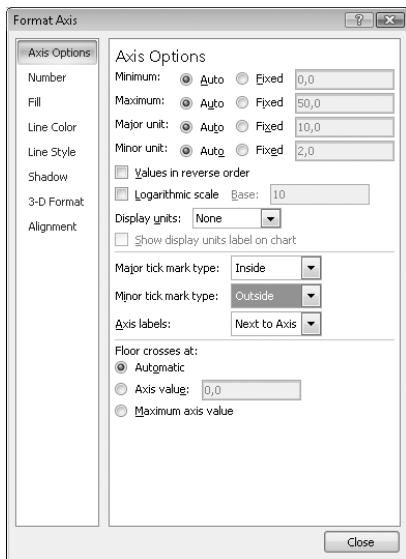 Format Axis
Axis Options
Number
Fill
Line Color
Line Style
Shadow
3-D Format
Alignment
Axis Options
Minimum: Auto Fixed 0,0
Maximum: Auto Fixed 50,0
Major unit: Auto Fixed 10,0
Minor unit: Auto Fixed 2,0
Values in reverse order
Logarithmic scale Base: 10
Display units: None
Show display units label on chart
Major tick mark type: Inside
Minor tick mark type: Outside
Axis labels: Next to Axis
Floor crosses at:
Automatic
Axis value: 0,0
Maximum axis value
Close